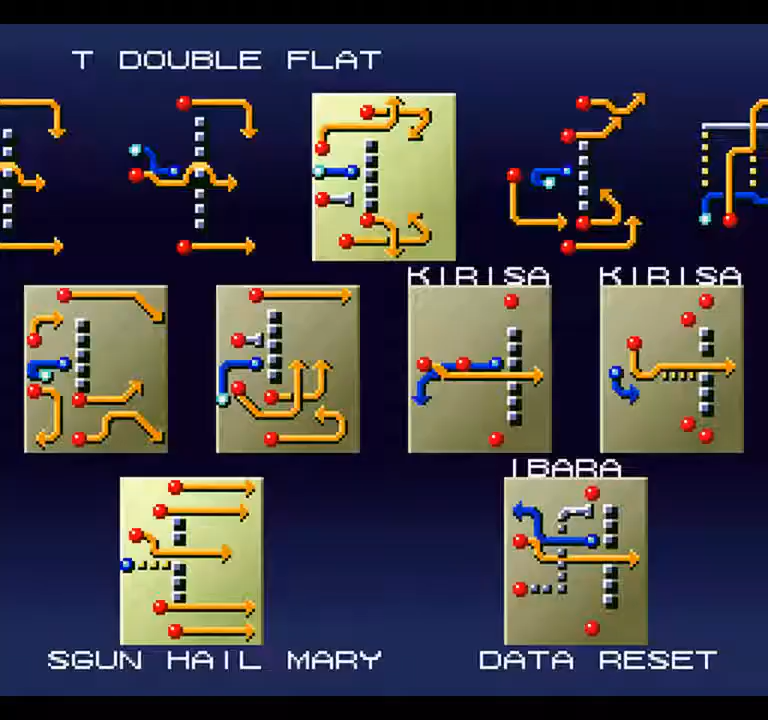 T DOUBLE FLAT
KIRISA KIRISA
IBARA
SGUN HAIL MARY DATA RESET